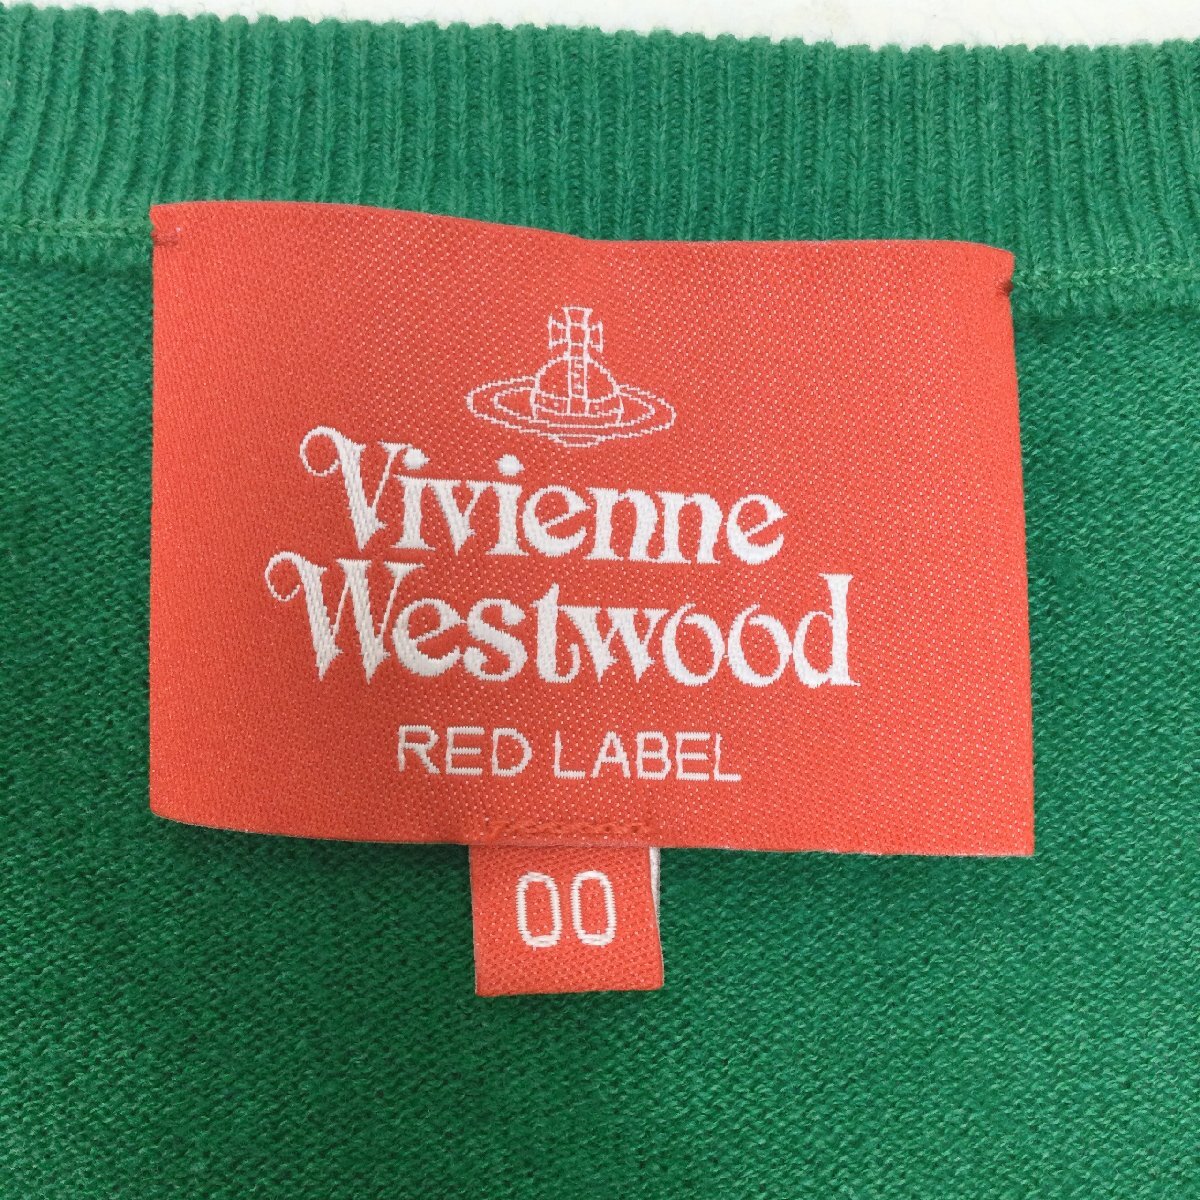 Vivienne
Westwood
RED LABEL
00